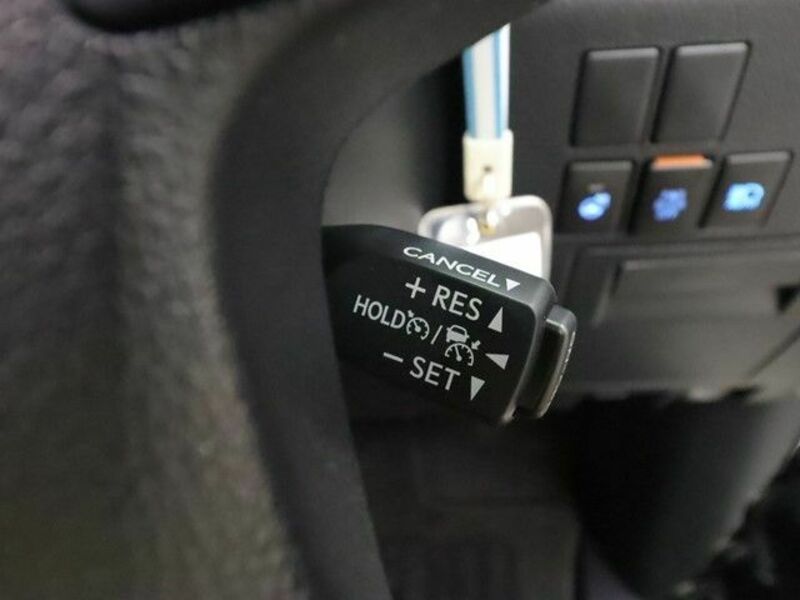 CANCEL▼
+ RES ▲
HOLD /
− SET ▼